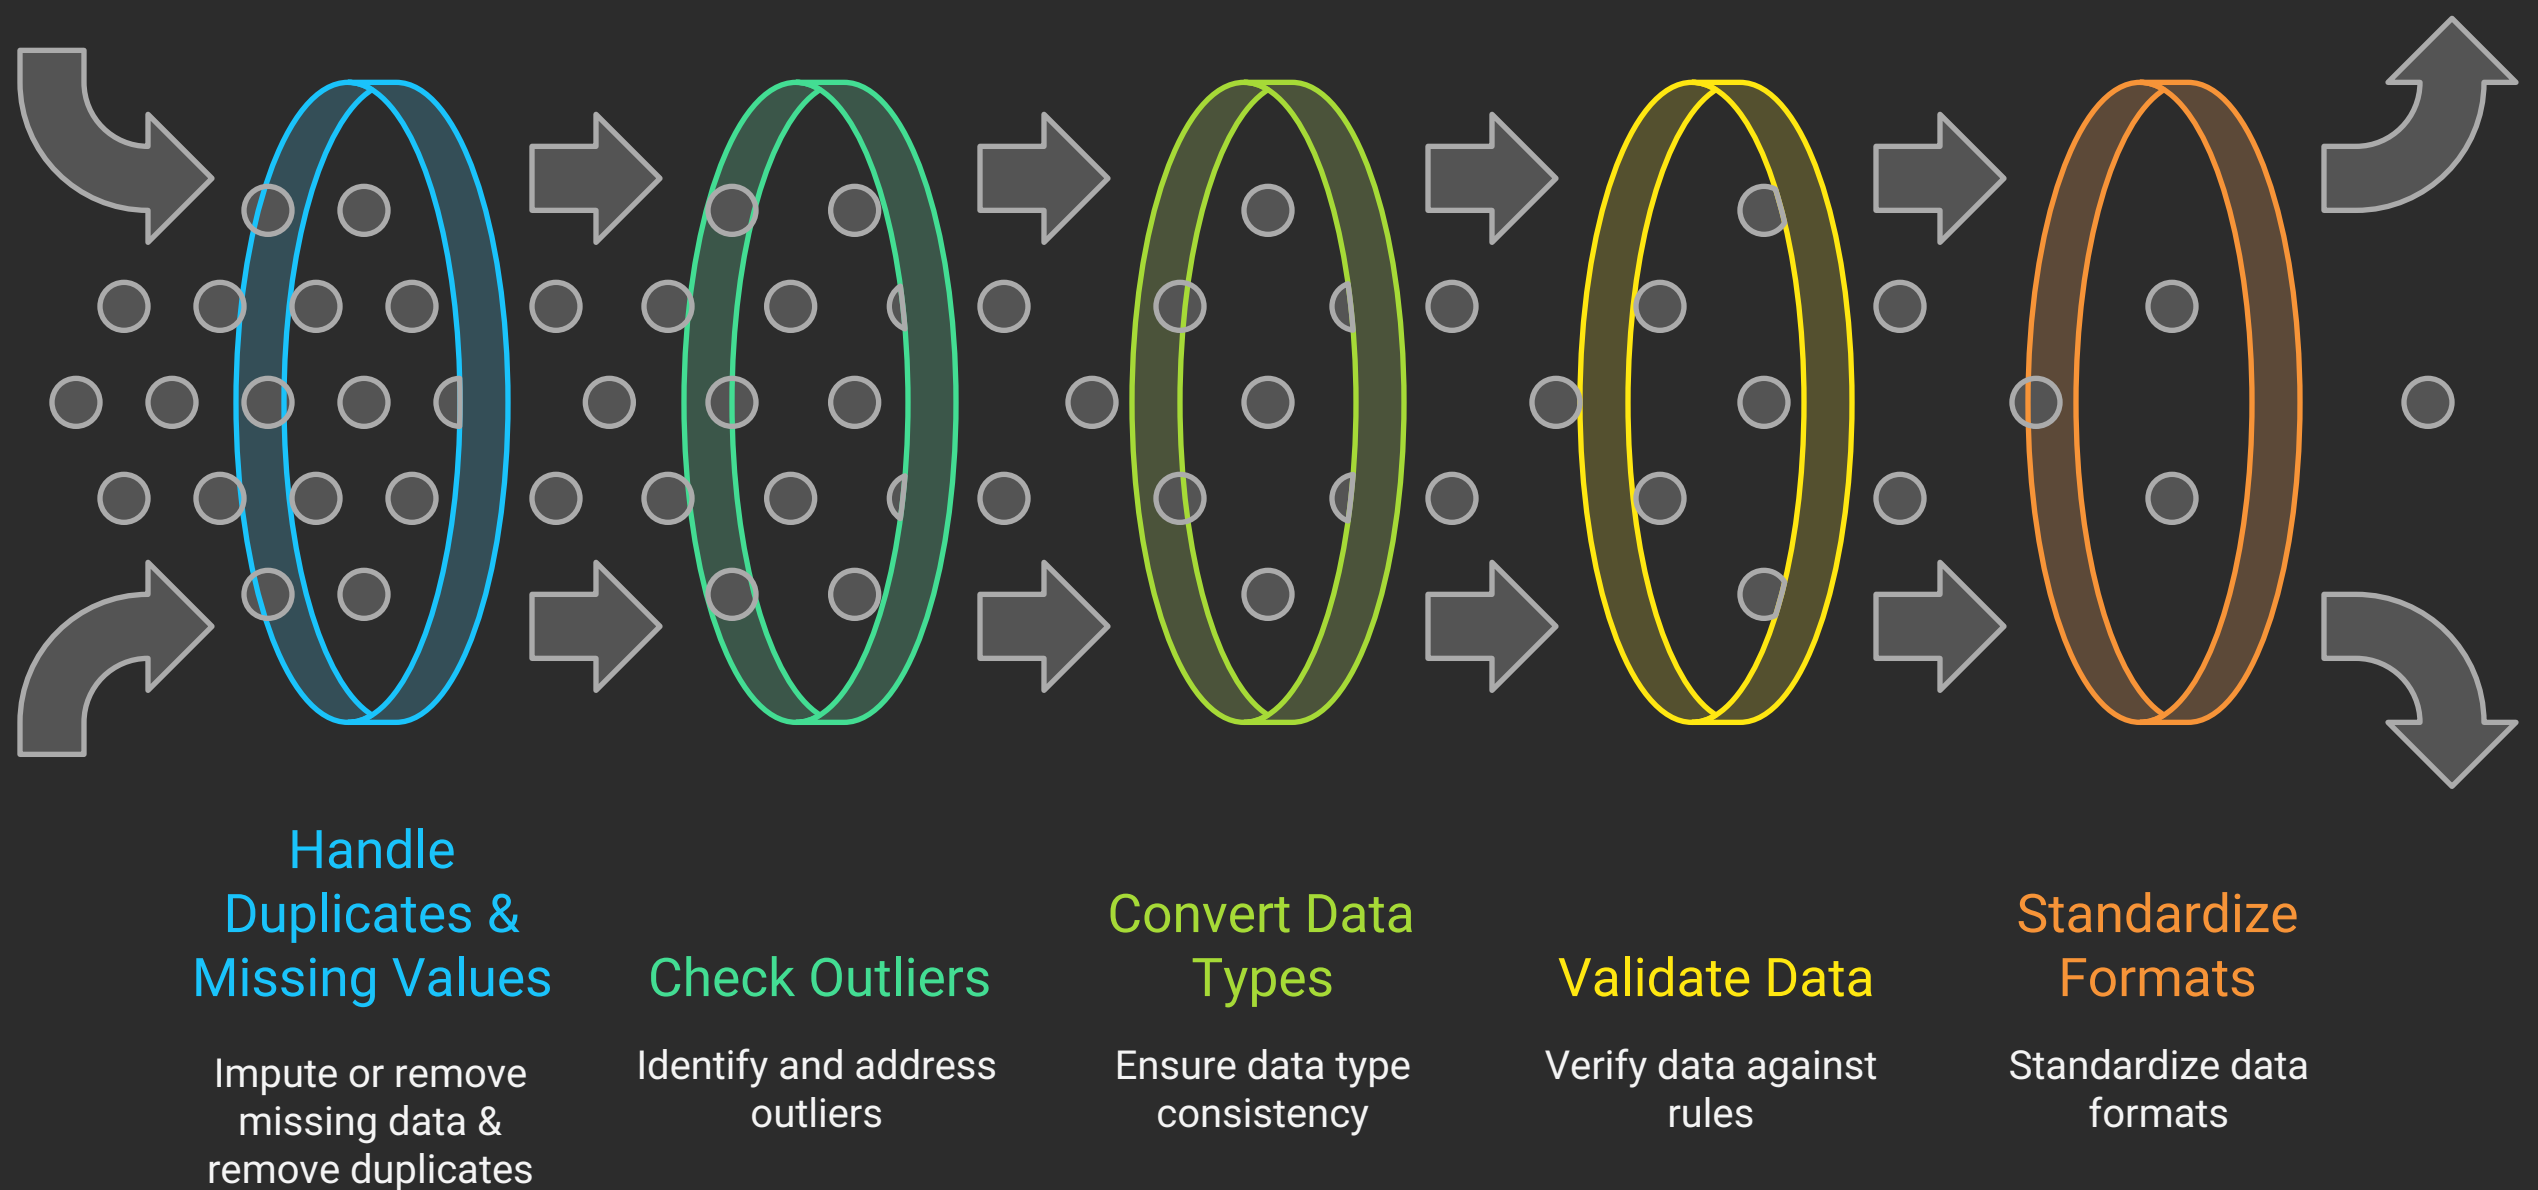 Handle
Duplicates &
Missing Values
Impute or remove
missing data &
remove duplicates
Check Outliers
Identify and address
outliers
Convert Data
Types
Ensure data type
consistency
Validate Data
Verify data against
rules
Standardize
Formats
Standardize data
formats